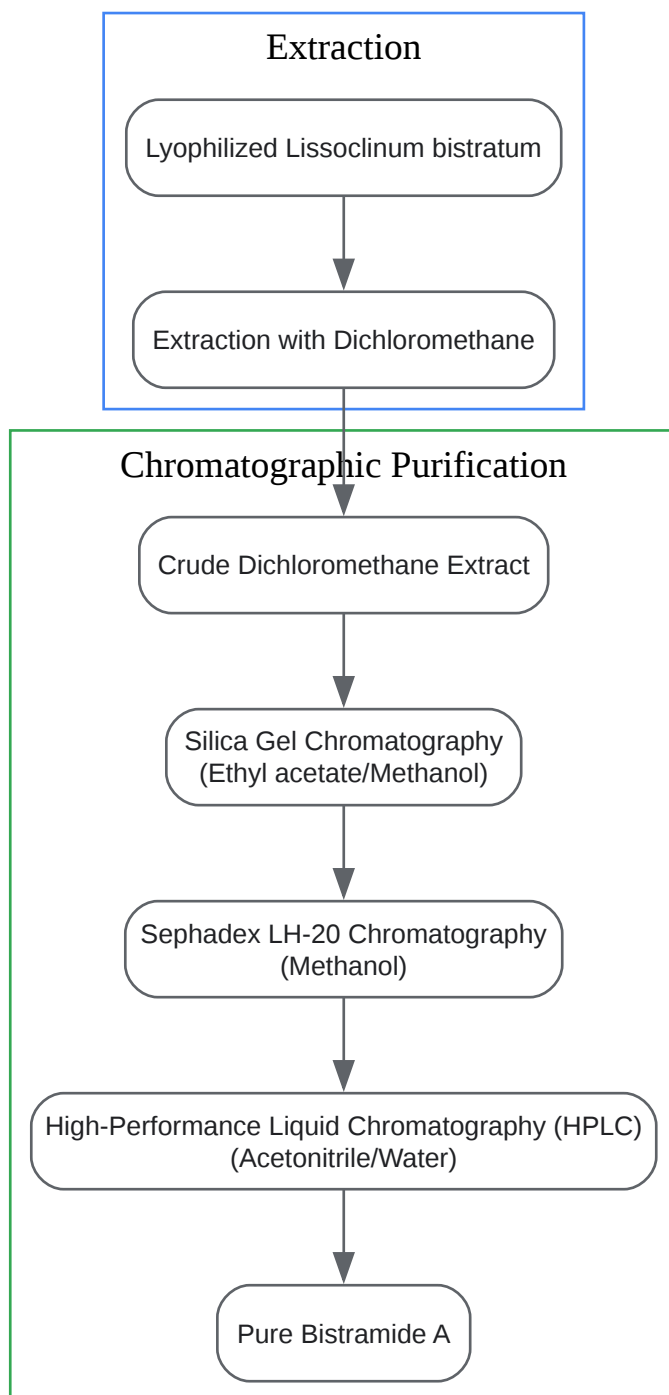 Extraction
Lyophilized Lissoclinum bistratum
Extraction with Dichloromethane
Chromatographic Purification
Crude Dichloromethane Extract
Silica Gel Chromatography
(Ethyl acetate/Methanol)
Sephadex LH-20 Chromatography
(Methanol)
High-Performance Liquid Chromatography (HPLC)
(Acetonitrile/Water)
Pure Bistramide A